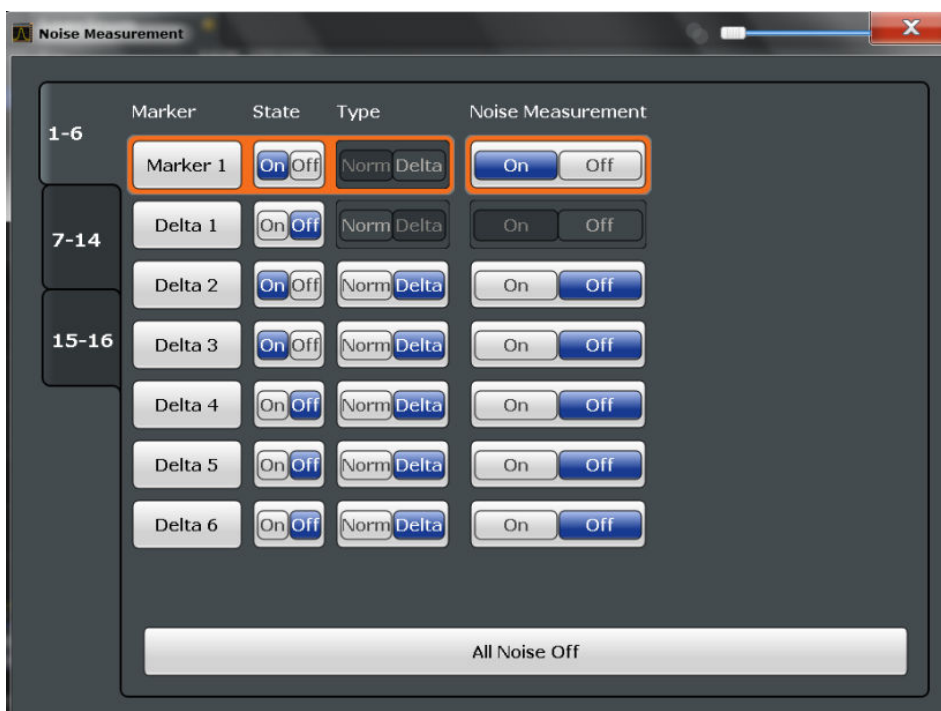 Noise Measurement
X
1-6
7-14
15-16
Marker State Type Noise Measurement
Marker 1 On Off Norm Delta On Off
Delta 1 On Off Norm Delta On Off
Delta 2 On Off Norm Delta On Off
Delta 3 On Off Norm Delta On Off
Delta 4 On Off Norm Delta On Off
Delta 5 On Off Norm Delta On Off
Delta 6 On Off Norm Delta On Off
All Noise Off